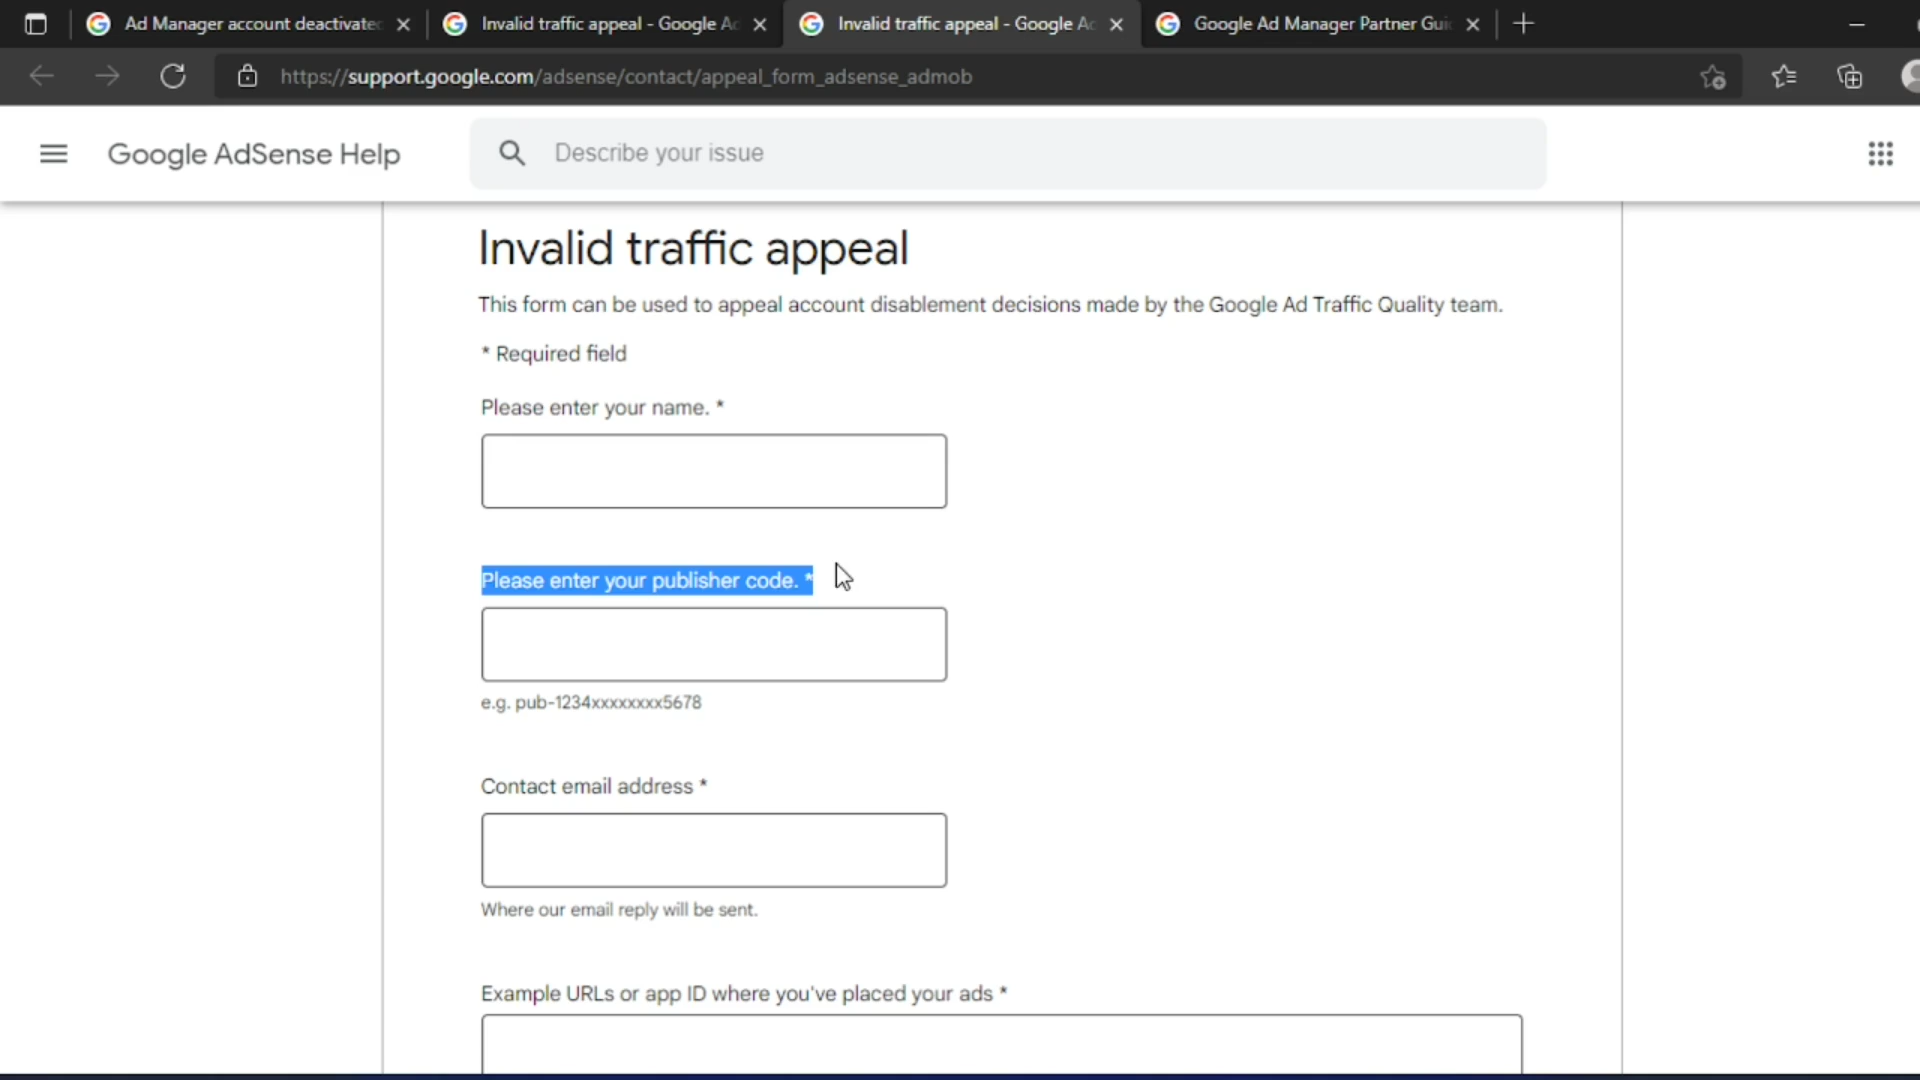 Ad Manager account deactivated
Invalid traffic appeal - Google Ad
Invalid traffic appeal - Google Ad
Google Ad Manager Partner Gui
https://support.google.com/adsense/contact/appeal_form_adsense_admob
Google AdSense Help
Describe your issue
Invalid traffic appeal
This form can be used to appeal account disablement decisions made by the Google Ad Traffic Quality team.
* Required field
Please enter your name. *
Please enter your publisher code. *
e.g. pub-1234xxxxxxxx5678
Contact email address *
Where our email reply will be sent.
Example URLs or app ID where you've placed your ads *